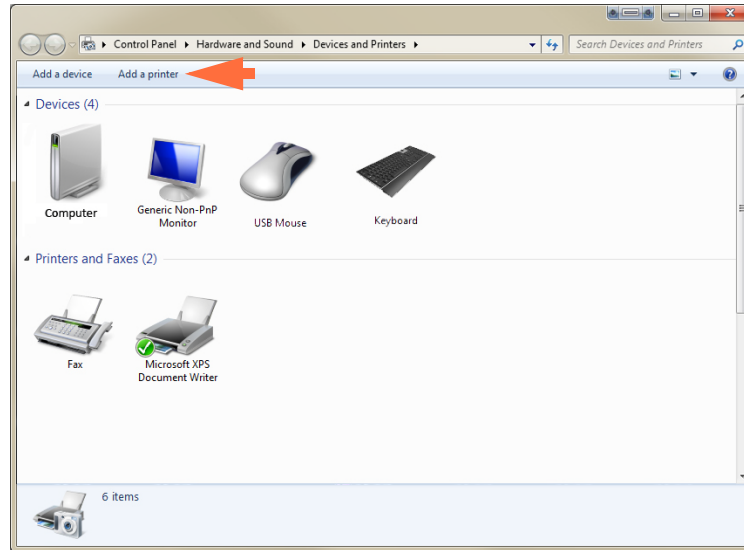 Control Panel Hardware and Sound Devices and Printers Search Devices and Printers
Add a device Add a printer
Devices (4)
Computer
Generic Non-PnP
Monitor
USB Mouse
Keyboard
Printers and Faxes (2)
Fax
Microsoft XPS
Document Writer
6 items